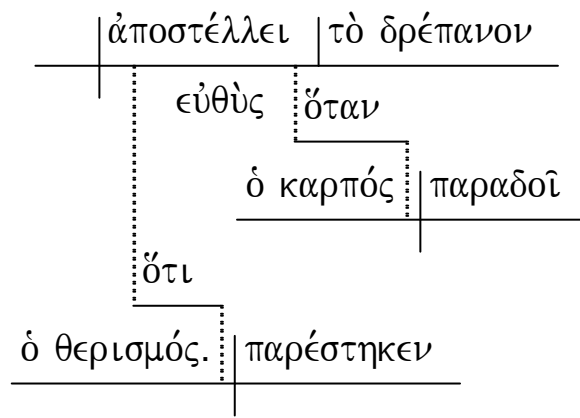 ἀποστέλλει τὸ δρέπανον
εὐθὺς ὅταν
ὁ καρπός παραδοῖ
ὅτι
ὁ θερισμός. παρέστηκεν